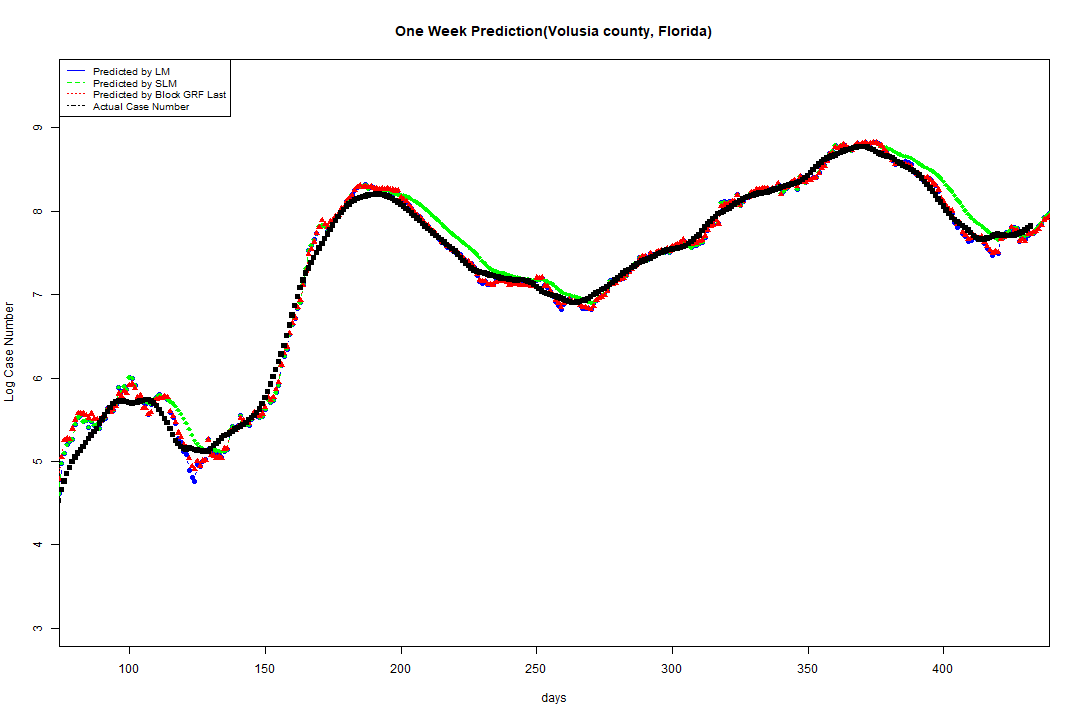 One Week Prediction(Volusia county, Florida)
Predicted by LM
Predicted by SLM
Predicted by Block GRF Last
Actual Case Number
9
8
7
6
5
4
3
Log Case Number
100 150 200 250 300 350 400
days